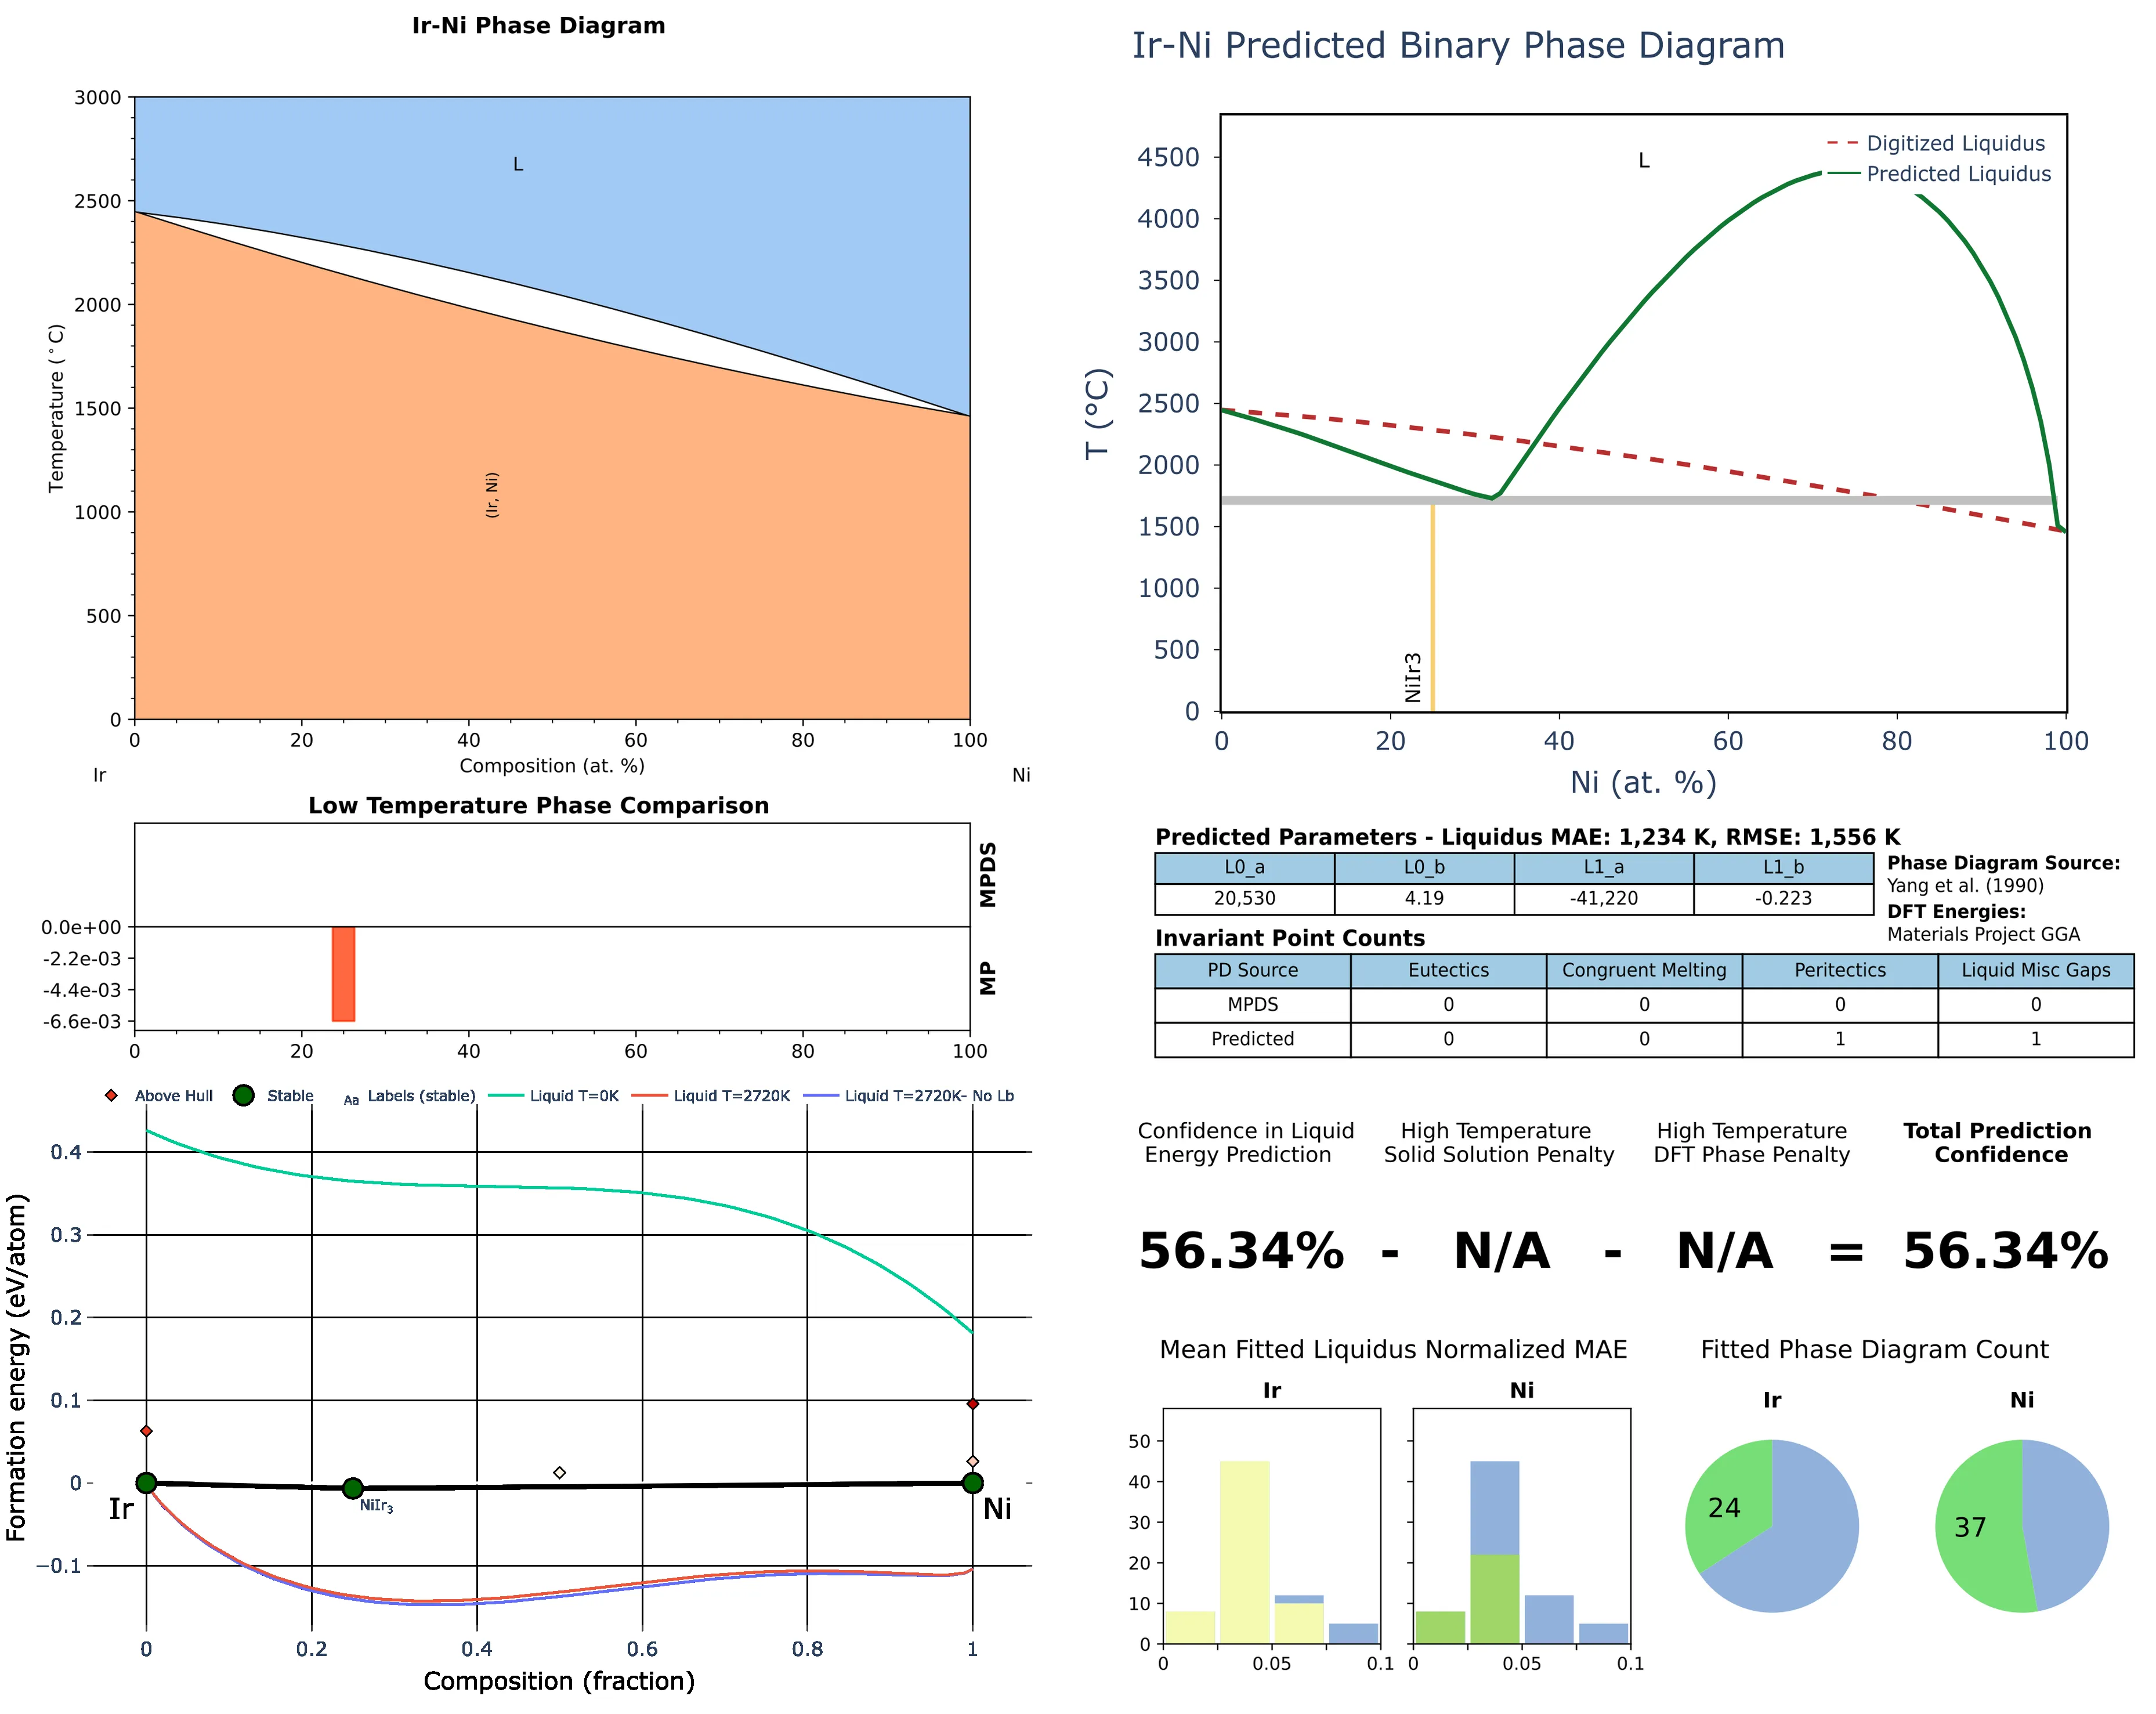 Ir-Ni Phase Diagram
3000
2500
2000
1500
1000
500
0
Temperature (°C)
L
(Ir, Ni)
0 20 40 60 80 100
Composition (at. %)
Ir Ni
Low Temperature Phase Comparison
0.0e+00
-2.2e-03
-4.4e-03
-6.6e-03
MPDS
MP
0 20 40 60 80 100
Above Hull Stable Aa Labels (stable) Liquid T=0K Liquid T=2720K Liquid T=2720K- No Lb
0.4
0.3
0.2
0.1
0
−0.1
Formation energy (eV/atom)
Ir
NiIr3
Ni
0 0.2 0.4 0.6 0.8 1
Composition (fraction)
Ir-Ni Predicted Binary Phase Diagram
L
Digitized Liquidus
Predicted Liquidus
4500
4000
3500
3000
2500
2000
1500
1000
500
0
T (°C)
NiIr3
0 20 40 60 80 100
Ni (at. %)
Predicted Parameters - Liquidus MAE: 1,234 K, RMSE: 1,556 K
L0_a L0_b L1_a L1_b
20,530 4.19 -41,220 -0.223
Phase Diagram Source:
Yang et al. (1990)
DFT Energies:
Materials Project GGA
Invariant Point Counts
PD Source Eutectics Congruent Melting Peritectics Liquid Misc Gaps
MPDS 0 0 0 0
Predicted 0 0 1 1
Confidence in Liquid
Energy Prediction
High Temperature
Solid Solution Penalty
High Temperature
DFT Phase Penalty
Total Prediction
Confidence
56.34% - N/A - N/A = 56.34%
Mean Fitted Liquidus Normalized MAE
Ir Ni
50
40
30
20
10
0
0 0.05 0.1 0 0.05 0.1
Fitted Phase Diagram Count
Ir Ni
24 37